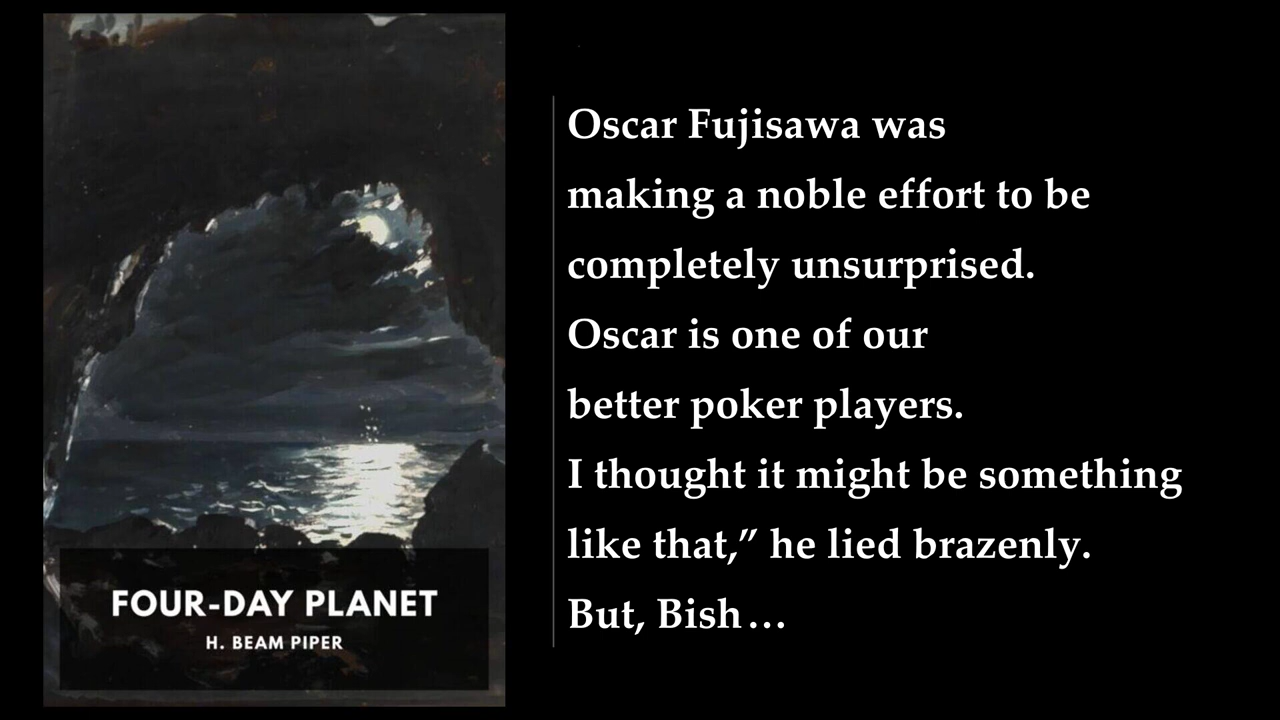 FOUR-DAY PLANET
H. BEAM PIPER
Oscar Fujisawa was
making a noble effort to be
completely unsurprised.
Oscar is one of our
better poker players.
I thought it might be something
like that,” he lied brazenly.
But, Bish…